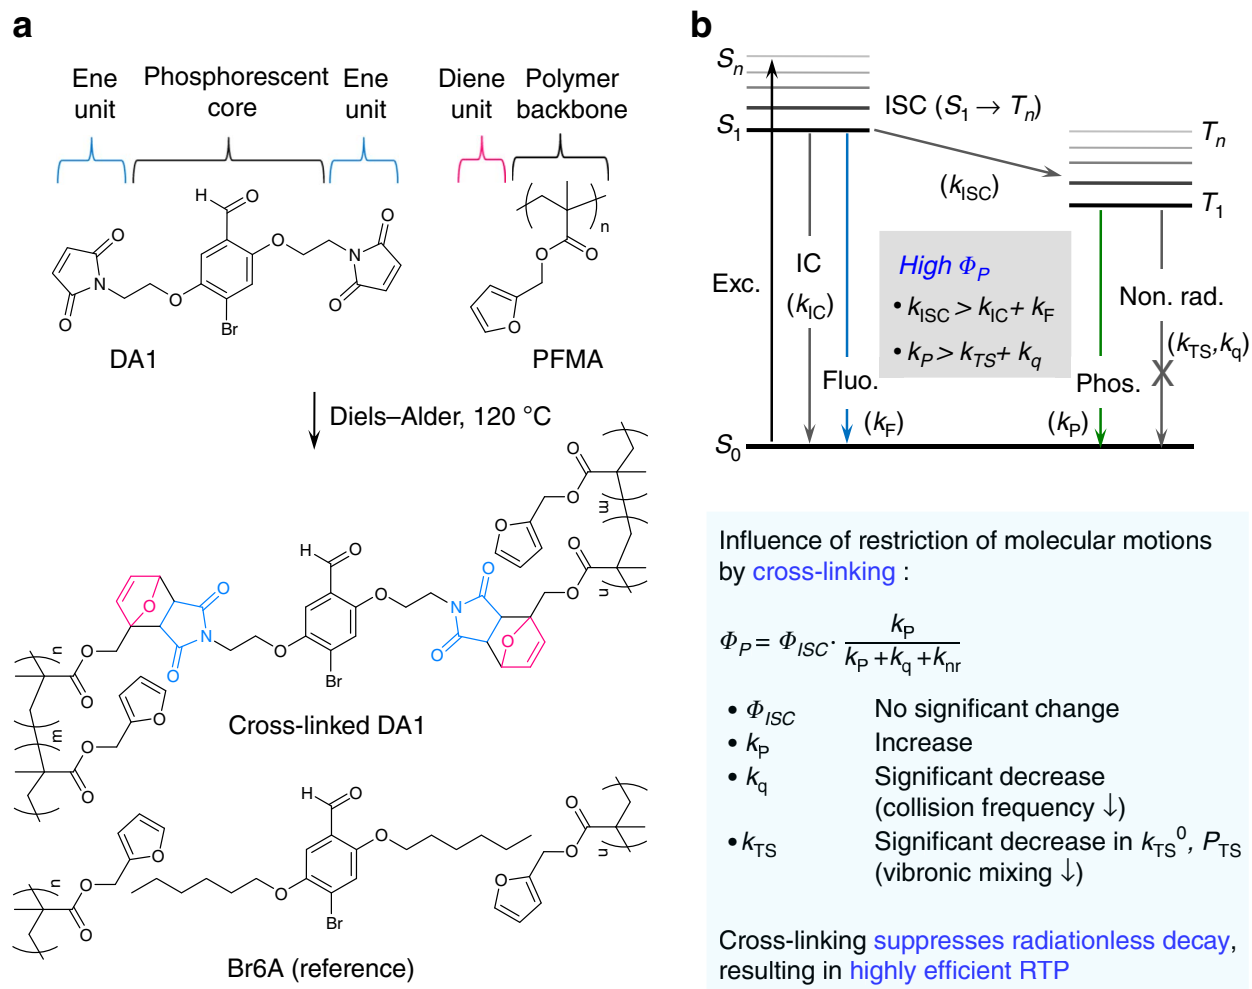 a
Ene
unit
Phosphorescent
core
Ene
unit
Diene
unit
Polymer
backbone
H
O
O
O
N
O
O
Br
O
N
O
O
DA1
n
O
O
O
PFMA
Diels–Alder, 120 °C
O
O
m
O
O
n
O
H
O
O
N
O
O
O
O
Br
O
N
O
O
n
O
O
O
m
O
O
Cross-linked DA1
H
O
O
O
Br
O
n
O
O
O
n
O
O
Br6A (reference)
b
Sn
S1
ISC (S1 → Tn)
(kISC)
Tn
T1
Exc.
IC
(kIC)
High ΦP
• kISC > kIC + kF
• kP > kTS + kq
Non. rad.
(kTS,kq)
X
Fluo.
(kF)
Phos.
(kP)
S0
Influence of restriction of molecular motions
by cross-linking :
ΦP = ΦISC · kP / kP + kq + knr
• ΦISC No significant change
• kP Increase
• kq Significant decrease
(collision frequency ↓)
• kTS Significant decrease in kTS0, PTS
(vibronic mixing ↓)
Cross-linking suppresses radiationless decay,
resulting in highly efficient RTP